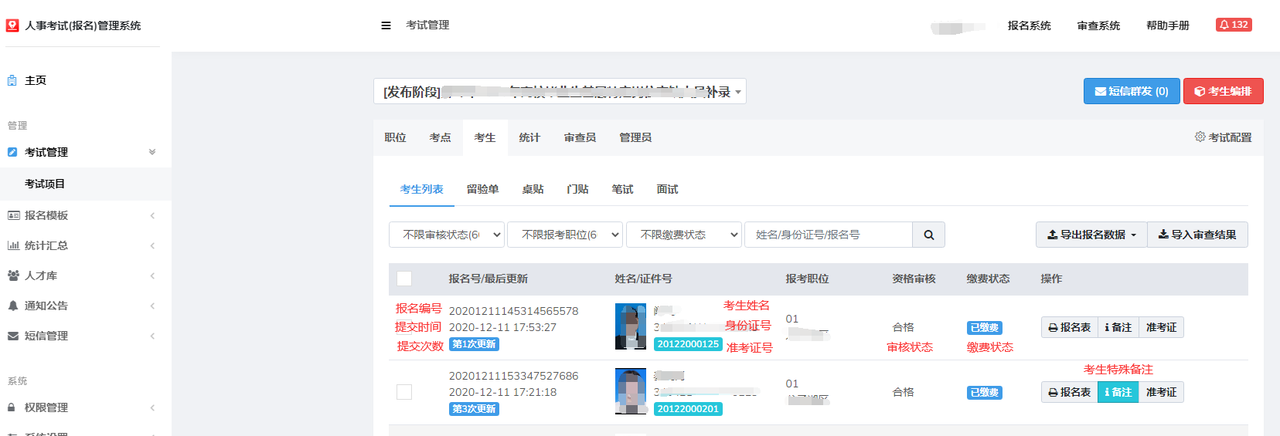 人事考试(报名)管理系统
考试管理
报名系统
审查系统
帮助手册
132
主页
[发布阶段]
补录
短信群发 (0)
考生编排
管理
考试管理
职位
考点
考生
统计
审查员
管理员
考试配置
考试项目
考生列表
留验单
桌贴
门贴
笔试
面试
报名模板
统计汇总
不限审核状态(6
不限报考职位(6
不限缴费状态
姓名/身份证号/报名号
导出报名数据
导入审查结果
人才库
报名号/最后更新
姓名/证件号
报考职位
资格审核
缴费状态
操作
通知公告
报名编号
20201211145314565578
考生姓名
01
提交时间
2020-12-11 17:53:27
身份证号
合格
已缴费
报名表
备注
准考证
短信管理
提交次数
第1次更新
20122000125
准考证号
审核状态
缴费状态
考生特殊备注
系统
20201211153347527686
01
2020-12-11 17:21:18
合格
已缴费
报名表
备注
准考证
权限管理
第3次更新
20122000201
系统设置